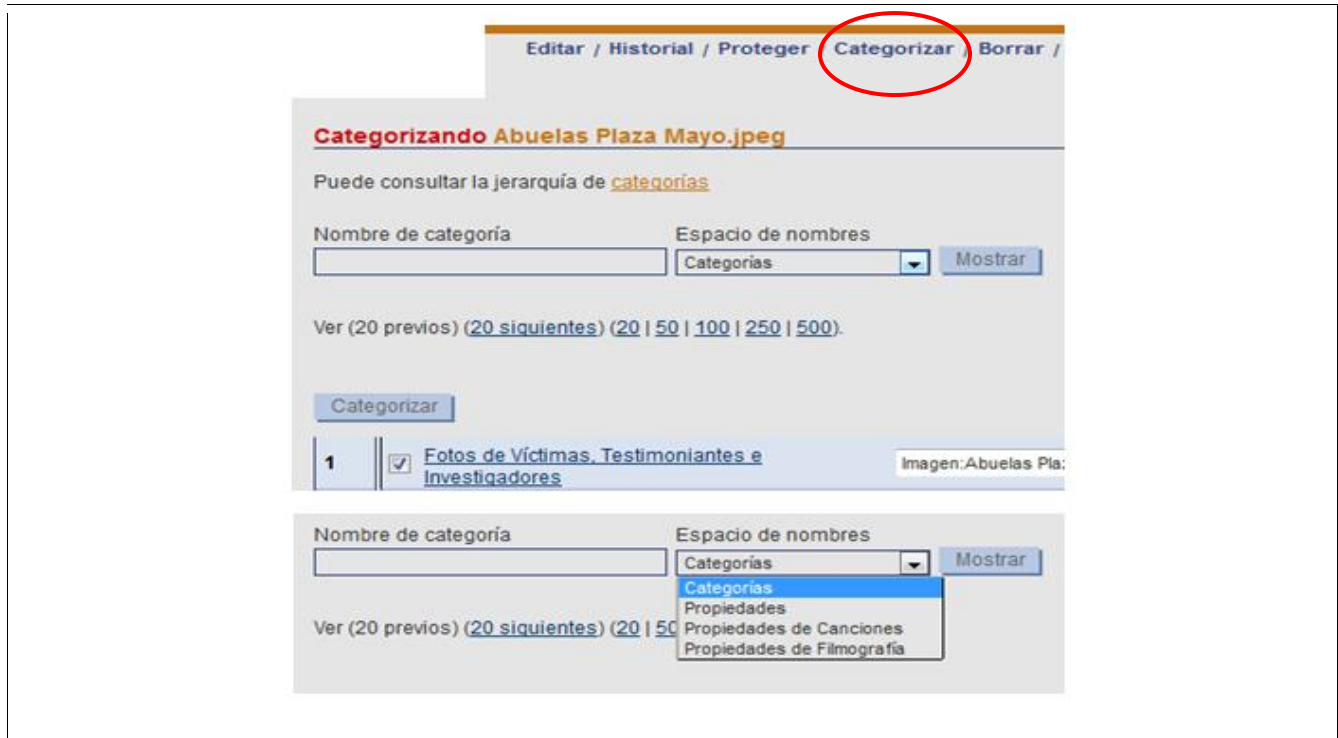 Editar / Historial / Proteger / Categorizar / Borrar /
Categorizando Abuelas Plaza Mayo.jpeg
Puede consultar la jerarquía de categorías
Nombre de categoría Espacio de nombres
Categorías Mostrar
Ver (20 previos) (20 siguientes) (20 | 50 | 100 | 250 | 500).
Categorizar
1 Fotos de Víctimas, Testimoniantes e Imagen:Abuelas Pla
Investigadores
Nombre de categoría Espacio de nombres
Categorías Mostrar
Categorías
Propiedades
Ver (20 previos) (20 siguientes) (20 | 50 Propiedades de Canciones
Propiedades de Filmografía